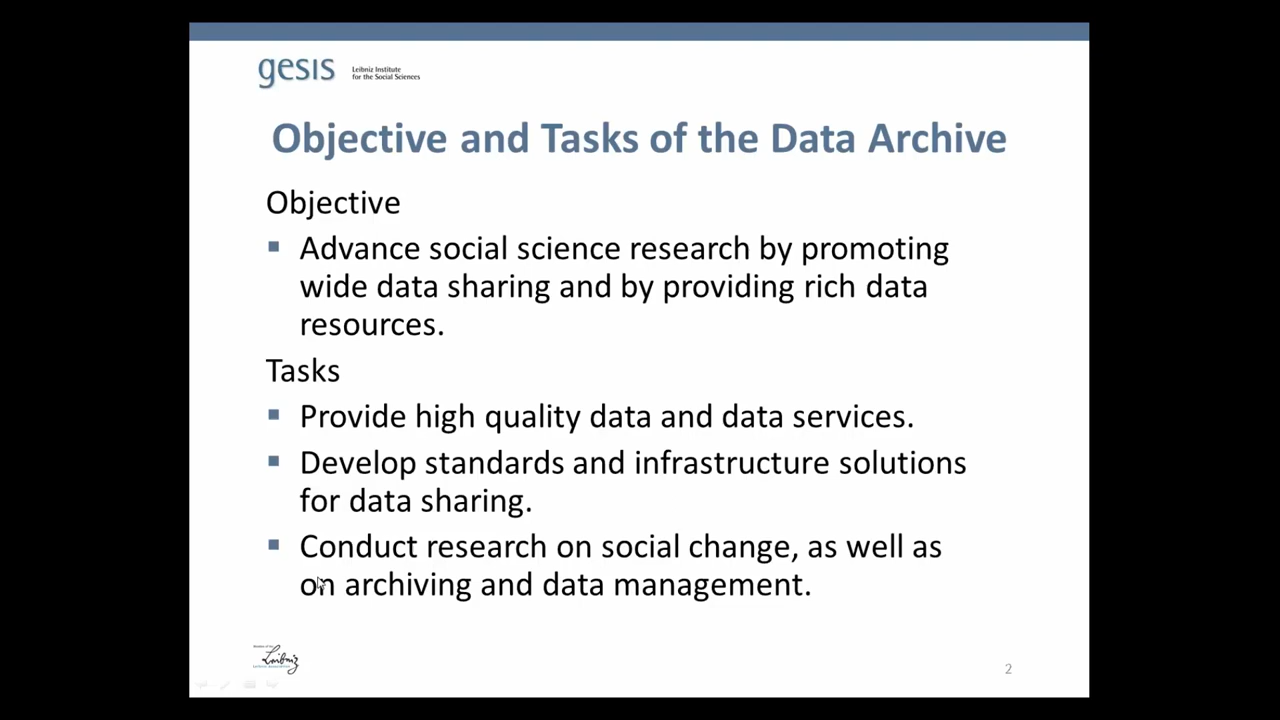 gesis
Leibniz Institute
for the Social Sciences
Objective and Tasks of the Data Archive
Objective
Advance social science research by promoting
wide data sharing and by providing rich data
resources.
Tasks
Provide high quality data and data services.
Develop standards and infrastructure solutions
for data sharing.
Conduct research on social change, as well as
on archiving and data management.
Leibniz
2